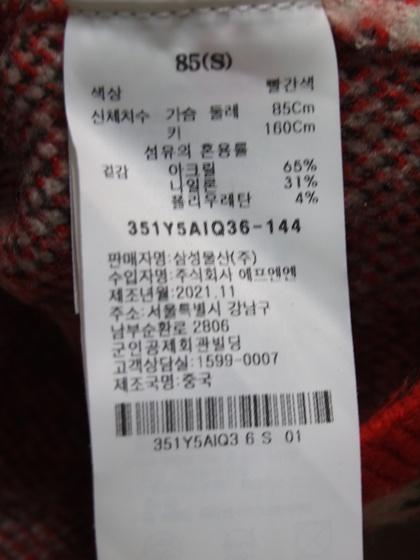 85(S)
색상 빨간색
신체치수 가슴 둘레 85Cm
키 160Cm
섬유의 혼용률
겉감 아크릴 65%
나일론 31%
폴리우레탄 4%
351Y5AIQ36-144
판매자명:삼성물산(주)
수입자명:주식회사 에프엔엔
제조년월:2021.11
주소:서울특별시 강남구
남부순환로 2806
군인공제회관빌딩
고객상담실:1599-0007
제조국명:중국
351Y5AIQ3 6 S 01